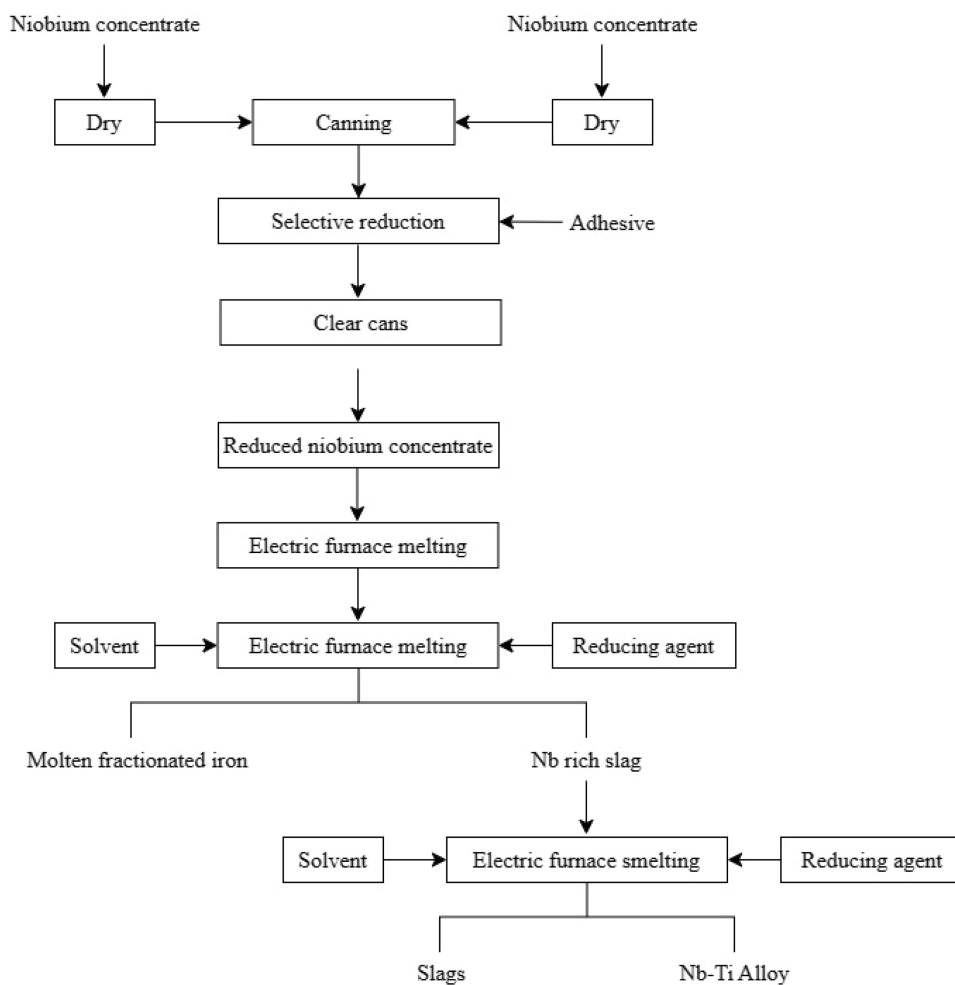 Niobium concentrate
Niobium concentrate
Dry
Canning
Dry
Selective reduction
Adhesive
Clear cans
Reduced niobium concentrate
Electric furnace melting
Solvent
Electric furnace melting
Reducing agent
Molten fractionated iron
Nb rich slag
Solvent
Electric furnace smelting
Reducing agent
Slags
Nb-Ti Alloy